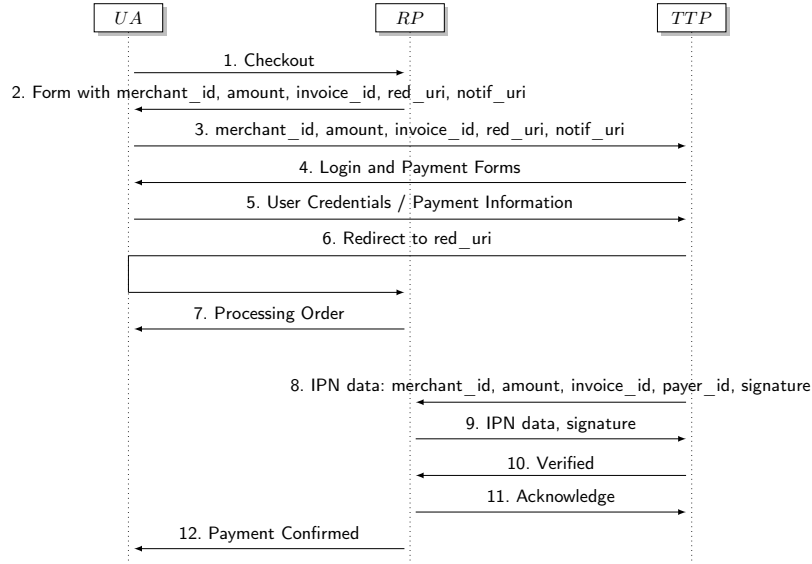 UA RP TTP
1. Checkout
2. Form with merchant_id, amount, invoice_id, red_uri, notif_uri
3. merchant_id, amount, invoice_id, red_uri, notif_uri
4. Login and Payment Forms
5. User Credentials / Payment Information
6. Redirect to red_uri
7. Processing Order
8. IPN data: merchant_id, amount, invoice_id, payer_id, signature
9. IPN data, signature
10. Verified
11. Acknowledge
12. Payment Confirmed